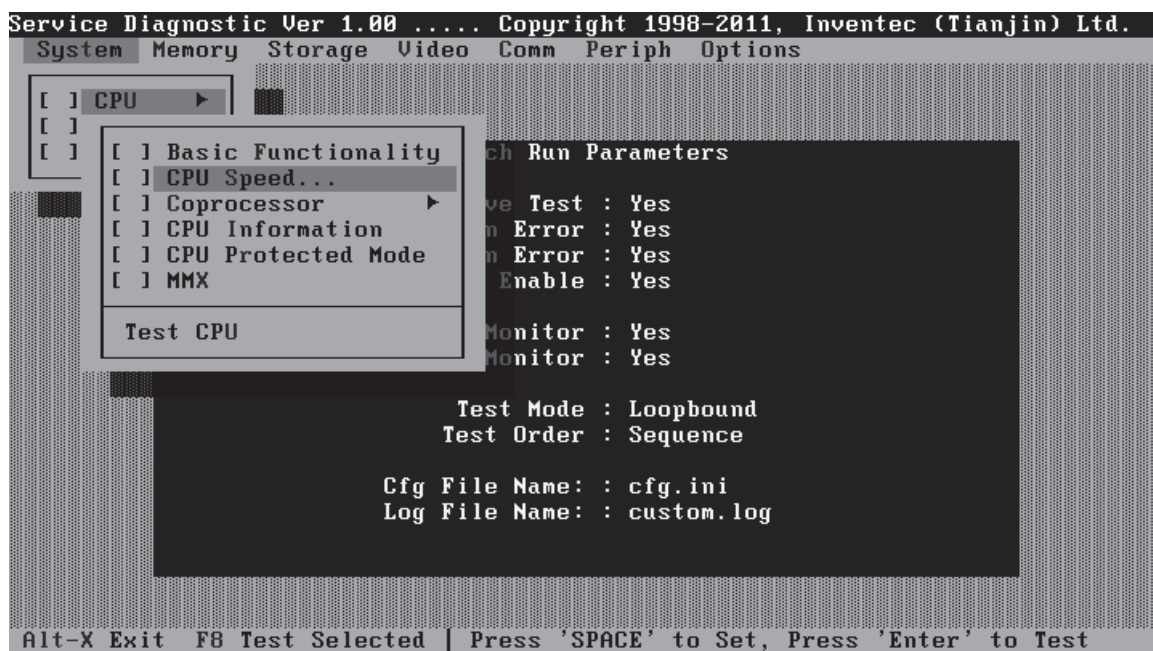 Service Diagnostic Ver 1.00 ..... Copyright 1998-2011, Inventec (Tianjin) Ltd.
System Memory Storage Video Comm Periph Options
[ ] CPU ►
[ ]
[ ]
[ ] Basic Functionality
[ ] CPU Speed...
[ ] Coprocessor ►
[ ] CPU Information
[ ] CPU Protected Mode
[ ] MMX
Test CPU
ch Run Parameters
ve Test : Yes
n Error : Yes
n Error : Yes
Enable : Yes
Monitor : Yes
Monitor : Yes
Test Mode : Loopbound
Test Order : Sequence
Cfg File Name: : cfg.ini
Log File Name: : custom.log
Alt-X Exit F8 Test Selected | Press 'SPACE' to Set, Press 'Enter' to Test